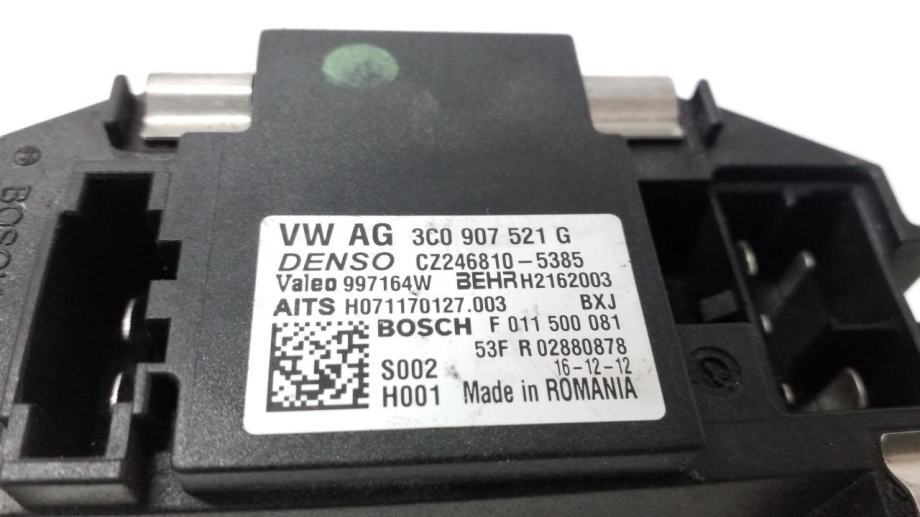 VW AG 3C0 907 521 G
DENSO CZ246810-5385
Valeo 997164W BEHR H2162003
AITS H071170127.003 BXJ
BOSCH F 011 500 081
53F R 02880878
S002 16-12-12
H001 Made in ROMANIA
BOSCH